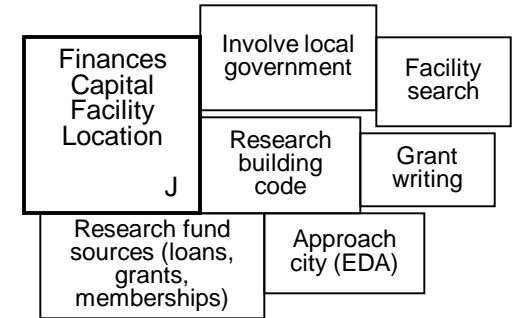 Finances
Capital
Facility
Location
J
Involve local
government
Facility
search
Research
building
code
Grant
writing
Research fund
sources (loans,
grants,
memberships)
Approach
city (EDA)